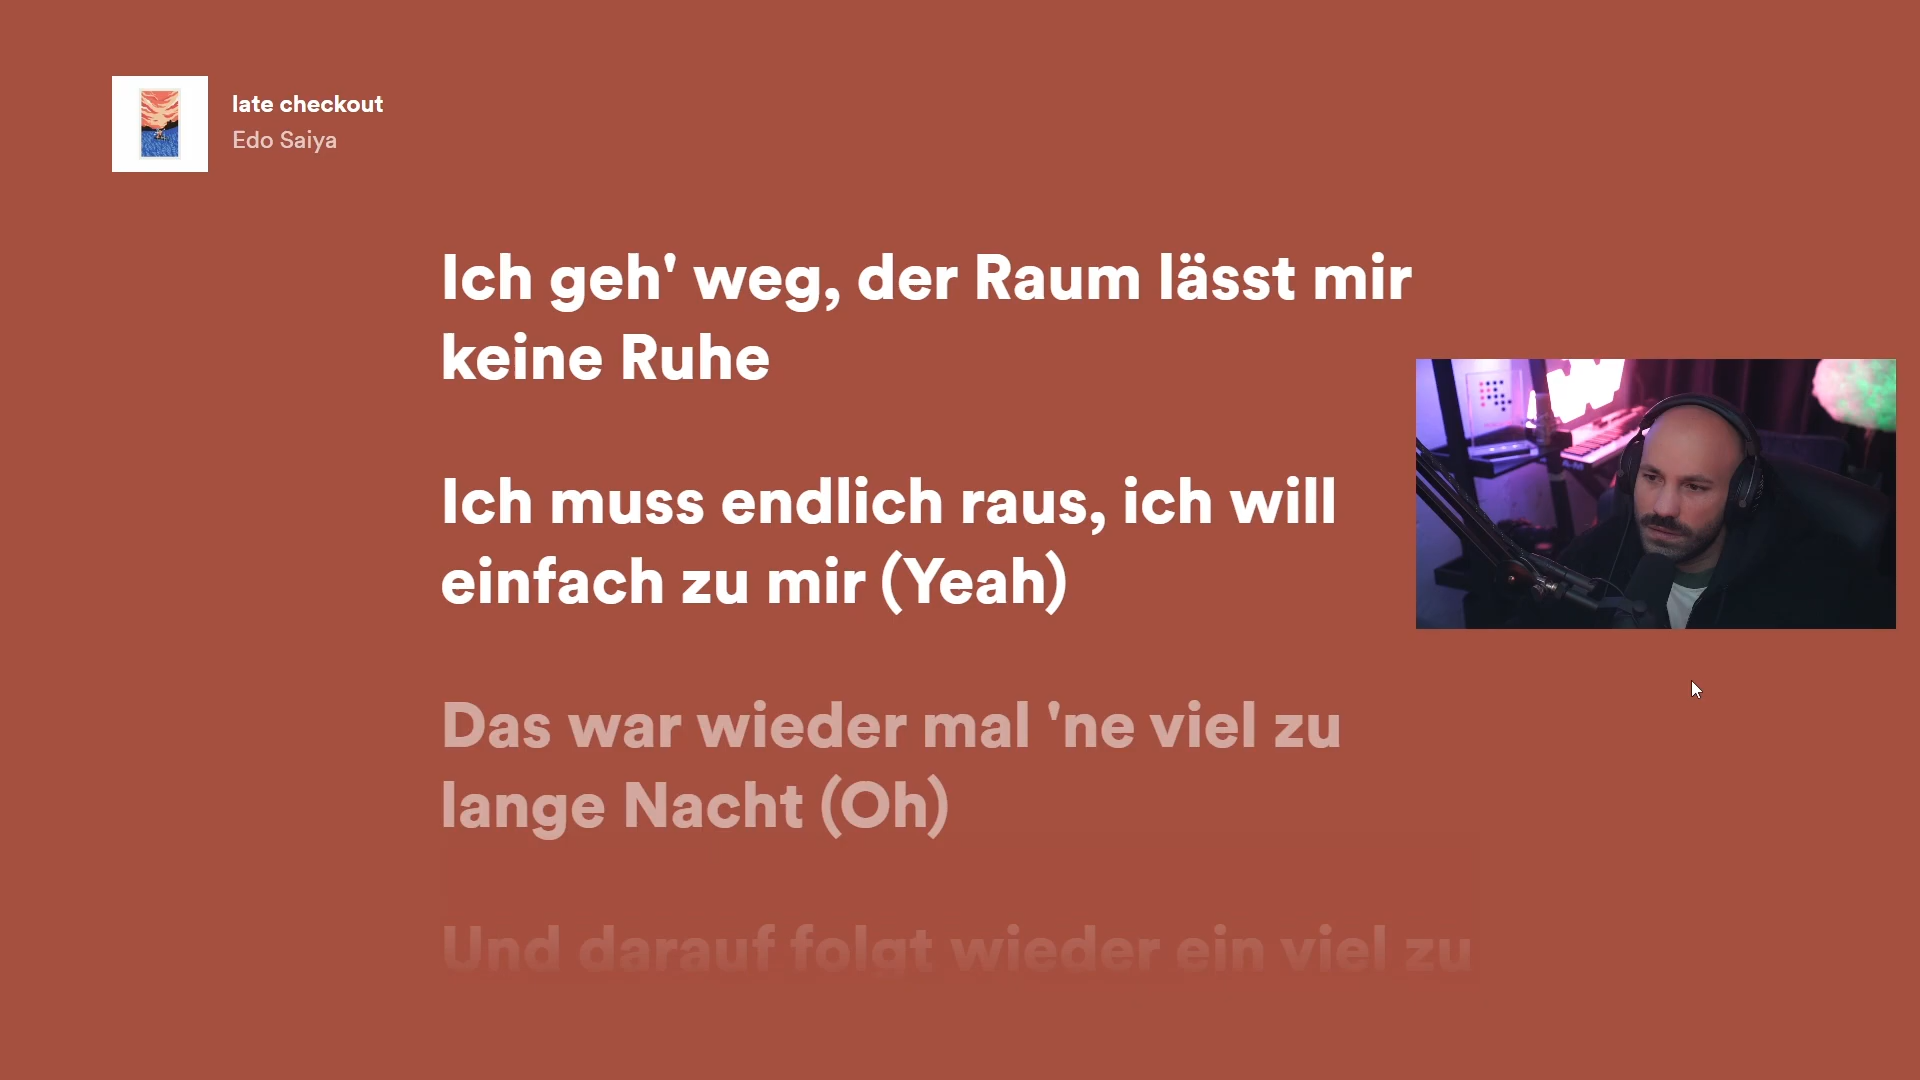 late checkout
Edo Saiya
Ich geh' weg, der Raum lässt mir
keine Ruhe
Ich muss endlich raus, ich will
einfach zu mir (Yeah)
Das war wieder mal 'ne viel zu
lange Nacht (Oh)
Und darauf folgt wieder ein viel zu